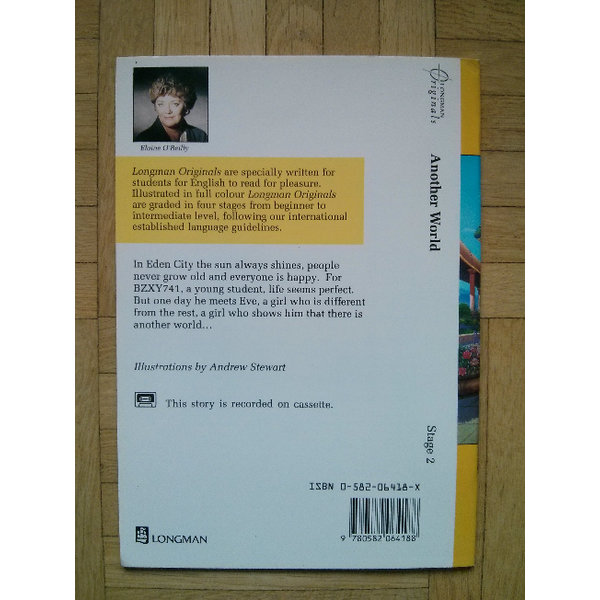 Elaine O'Reilly
Longman Originals are specially written for
students for English to read for pleasure.
Illustrated in full colour Longman Originals
are graded in four stages from beginner to
intermediate level, following our international
established language guidelines.
In Eden City the sun always shines, people
never grow old and everyone is happy. For
BZXY741, a young student, life seems perfect.
But one day he meets Eve, a girl who is different
from the rest, a girl who shows him that there is
another world...
Illustrations by Andrew Stewart
This story is recorded on cassette.
ISBN 0-582-06418-X
9 780582 064188
LONGMAN
LONGMAN
Originals
Another World
Stage 2